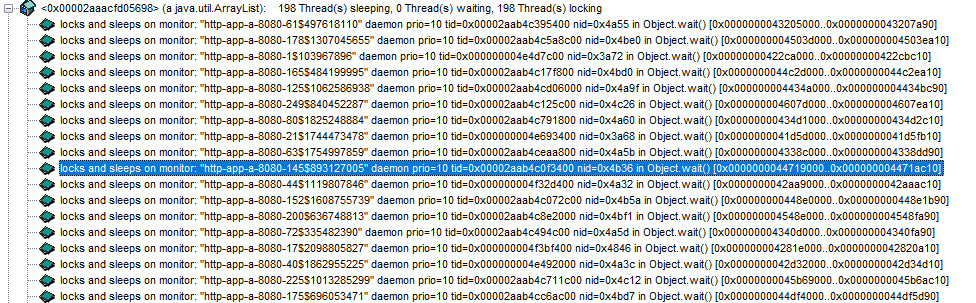 <0x00002aaacfd05698> (a java.util.ArrayList): 198 Thread(s) sleeping, 0 Thread(s) waiting, 198 Thread(s) locking
locks and sleeps on monitor: "http-app-a-8080-61$497618110" daemon prio=10 tid=0x00002aab4c395400 nid=0x4a55 in Object.wait() [0x0000000043205000..0x0000000043207a90]
locks and sleeps on monitor: "http-app-a-8080-178$1307045655" daemon prio=10 tid=0x00002aab4c5a8c00 nid=0x4be0 in Object.wait() [0x000000004503d000..0x000000004503ea10]
locks and sleeps on monitor: "http-app-a-8080-1$103967896" daemon prio=10 tid=0x000000004e4d7c00 nid=0x3a72 in Object.wait() [0x00000000422ca000..0x00000000422cbc10]
locks and sleeps on monitor: "http-app-a-8080-165$484199995" daemon prio=10 tid=0x00002aab4c17f800 nid=0x4bd0 in Object.wait() [0x0000000044c2d000..0x0000000044c2ea10]
locks and sleeps on monitor: "http-app-a-8080-125$1062586938" daemon prio=10 tid=0x00002aab4cd06000 nid=0x4a9f in Object.wait() [0x000000004434a000..0x000000004434bc90]
locks and sleeps on monitor: "http-app-a-8080-249$840452287" daemon prio=10 tid=0x00002aab4c125c00 nid=0x4c26 in Object.wait() [0x000000004607d000..0x000000004607ea10]
locks and sleeps on monitor: "http-app-a-8080-80$1825248884" daemon prio=10 tid=0x00002aab4c791800 nid=0x4a60 in Object.wait() [0x00000000434d1000..0x00000000434d2c10]
locks and sleeps on monitor: "http-app-a-8080-21$1744473478" daemon prio=10 tid=0x000000004e693400 nid=0x3a68 in Object.wait() [0x0000000041d5d000..0x0000000041d5fb10]
locks and sleeps on monitor: "http-app-a-8080-63$1754997859" daemon prio=10 tid=0x00002aab4ceaa800 nid=0x4a5b in Object.wait() [0x000000004338c000..0x000000004338dd90]
locks and sleeps on monitor: "http-app-a-8080-145$893127005" daemon prio=10 tid=0x00002aab4c0f3400 nid=0x4b36 in Object.wait() [0x0000000044719000..0x000000004471ac10]
locks and sleeps on monitor: "http-app-a-8080-44$1119807846" daemon prio=10 tid=0x000000004f32d400 nid=0x4a32 in Object.wait() [0x0000000042aa9000..0x0000000042aaac10]
locks and sleeps on monitor: "http-app-a-8080-152$1608755739" daemon prio=10 tid=0x00002aab4c072c00 nid=0x4b5a in Object.wait() [0x00000000448e0000..0x00000000448e1b90]
locks and sleeps on monitor: "http-app-a-8080-200$636748813" daemon prio=10 tid=0x00002aab4c8e2000 nid=0x4bf1 in Object.wait() [0x000000004548e000..0x000000004548fa90]
locks and sleeps on monitor: "http-app-a-8080-72$335482390" daemon prio=10 tid=0x00002aab4c494c00 nid=0x4a5d in Object.wait() [0x000000004340d000..0x000000004340fa90]
locks and sleeps on monitor: "http-app-a-8080-17$2098805827" daemon prio=10 tid=0x000000004f3bf400 nid=0x4846 in Object.wait() [0x000000004281e000..0x0000000042820a10]
locks and sleeps on monitor: "http-app-a-8080-40$1862955225" daemon prio=10 tid=0x000000004e492000 nid=0x4a3c in Object.wait() [0x0000000042d32000..0x0000000042d34d10]
locks and sleeps on monitor: "http-app-a-8080-225$1013285299" daemon prio=10 tid=0x00002aab4c711c00 nid=0x4c12 in Object.wait() [0x0000000045b69000..0x0000000045b6ac10]
locks and sleeps on monitor: "http-app-a-8080-175$696053471" daemon prio=10 tid=0x00002aab4cc6ac00 nid=0x4bd7 in Object.wait() [0x0000000044df4000..0x0000000044df5d90]